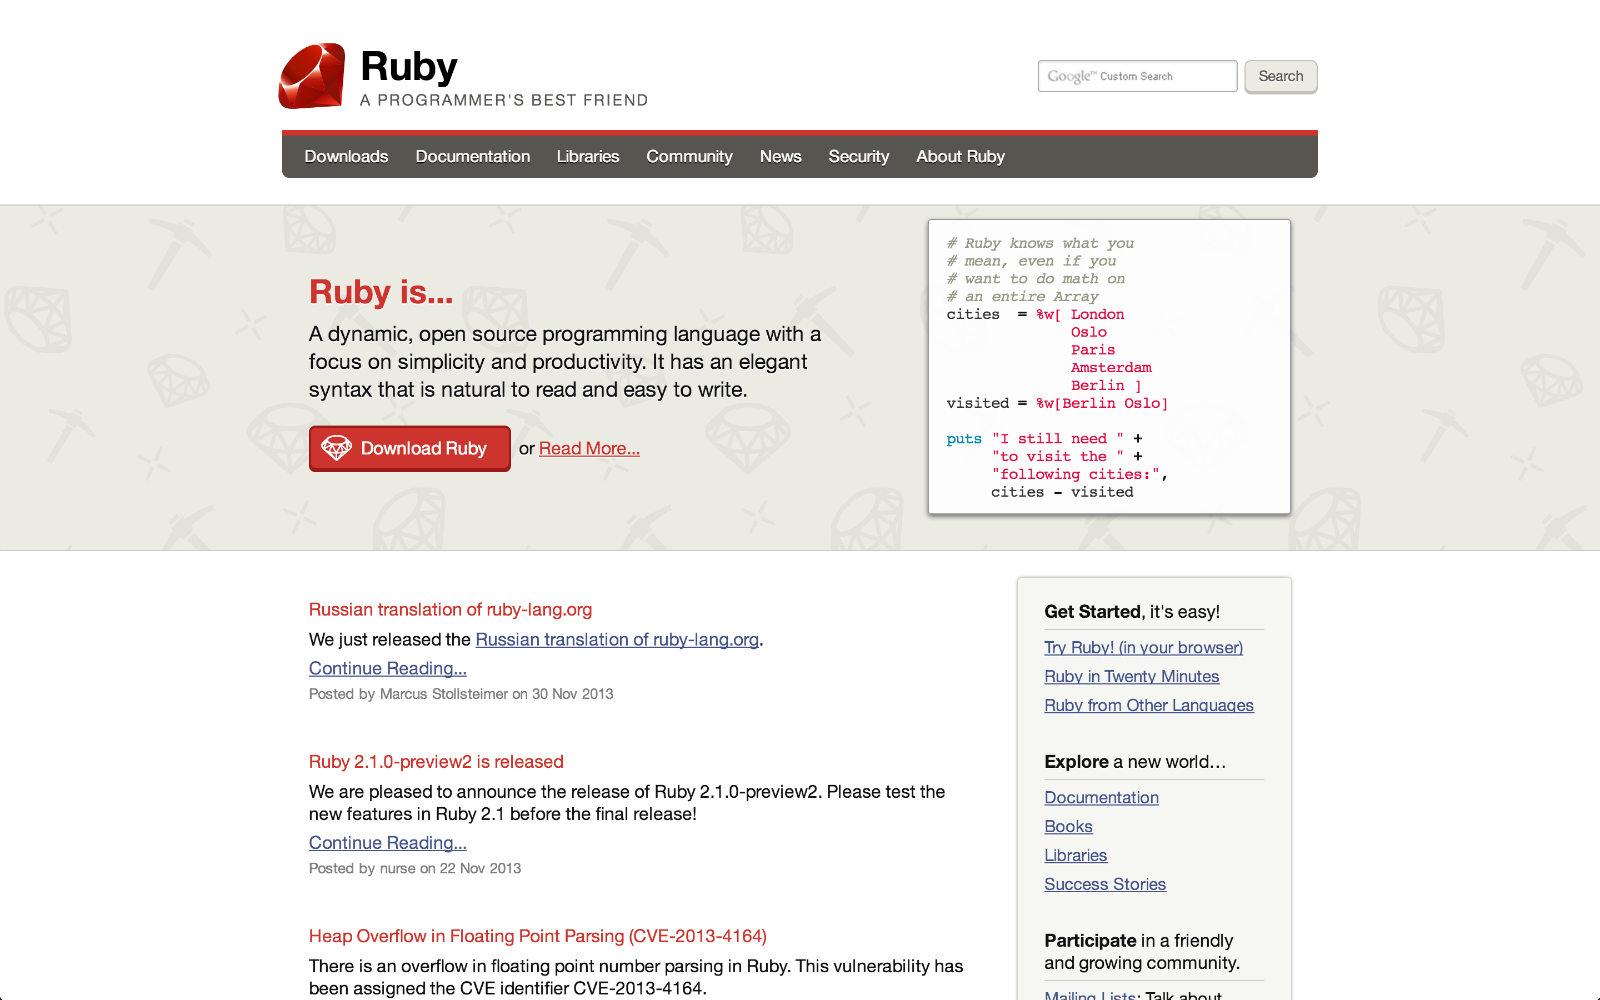 Ruby
A PROGRAMMER'S BEST FRIEND
Google™ Custom Search
Search
Downloads Documentation Libraries Community News Security About Ruby
Ruby is...
A dynamic, open source programming language with a
focus on simplicity and productivity. It has an elegant
syntax that is natural to read and easy to write.
Download Ruby or Read More...
# Ruby knows what you
# mean, even if you
# want to do math on
# an entire Array
cities  = %w[ London
              Oslo
              Paris
              Amsterdam
              Berlin ]
visited = %w[Berlin Oslo]
puts "I still need " +
     "to visit the " +
     "following cities:",
     cities - visited
Russian translation of ruby-lang.org
We just released the Russian translation of ruby-lang.org.
Continue Reading...
Posted by Marcus Stollsteimer on 30 Nov 2013
Ruby 2.1.0-preview2 is released
We are pleased to announce the release of Ruby 2.1.0-preview2. Please test the
new features in Ruby 2.1 before the final release!
Continue Reading...
Posted by nurse on 22 Nov 2013
Heap Overflow in Floating Point Parsing (CVE-2013-4164)
There is an overflow in floating point number parsing in Ruby. This vulnerability has
been assigned the CVE identifier CVE-2013-4164.
Get Started, it's easy!
Try Ruby! (in your browser)
Ruby in Twenty Minutes
Ruby from Other Languages
Explore a new world…
Documentation
Books
Libraries
Success Stories
Participate in a friendly
and growing community.
Mailing Lists: Talk about